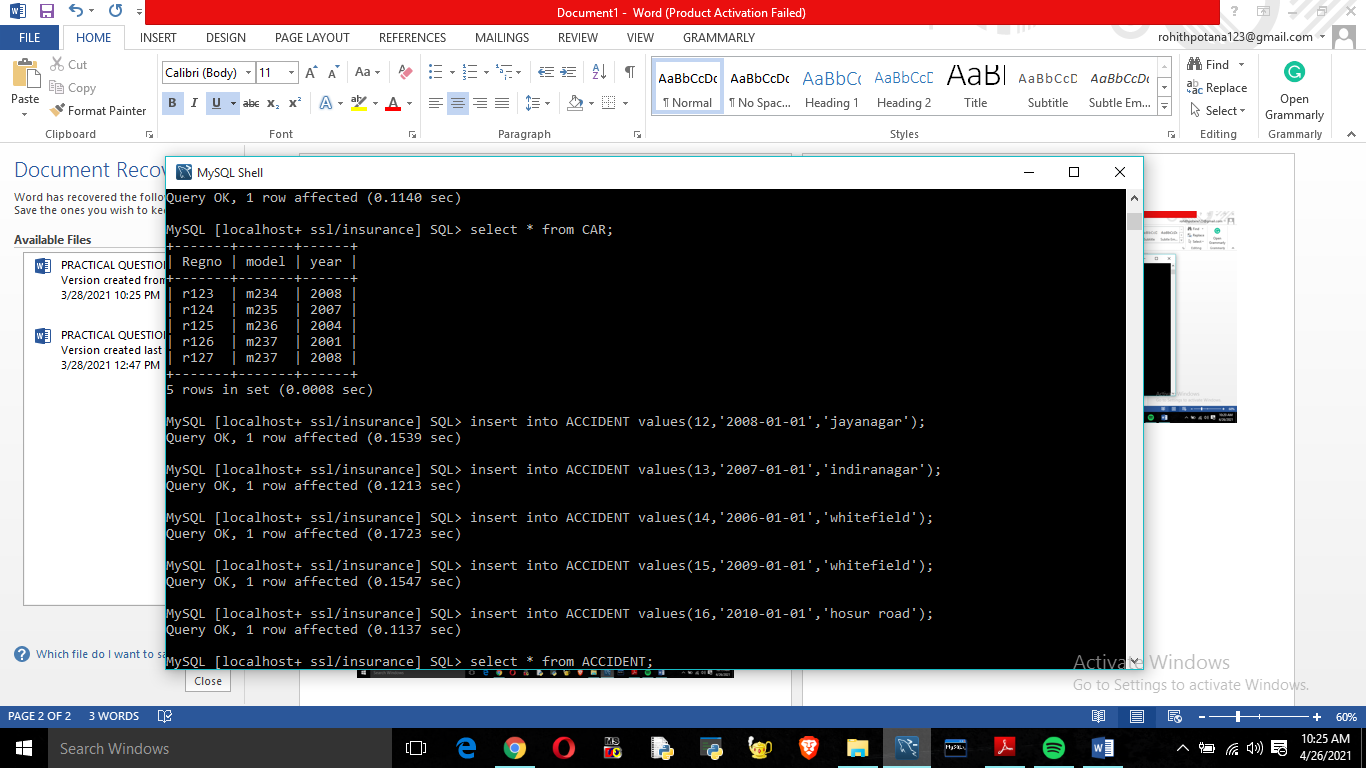 Document1 - Word (Product Activation Failed)
FILE HOME INSERT DESIGN PAGE LAYOUT REFERENCES MAILINGS REVIEW VIEW GRAMMARLY
rohithpotana123@gmail.com
Paste
Cut
Copy
Format Painter
Clipboard
Calibri (Body) 11
B I U abc x₂ x²
Font
Paragraph
AaBbCcDc AaBbCcDc AaBbCc AaBbCcD AaBl AaBbCcD AaBbCcDc
¶ Normal ¶ No Spac... Heading 1 Heading 2 Title Subtitle Subtle Em...
Styles
Find
Replace
Select
Editing
Open
Grammarly
Grammarly
Document Reco
Word has recovered the follo
Save the ones you wish to ke
Available Files
PRACTICAL QUESTIO
Version created from
3/28/2021 10:25 PM
PRACTICAL QUESTIO
Version created last
3/28/2021 12:47 PM
Which file do I want to sa
Close
MySQL Shell
Query OK, 1 row affected (0.1140 sec)
MySQL [localhost+ ssl/insurance] SQL> select * from CAR;
+-------+-------+------+
| Regno | model | year |
+-------+-------+------+
| r123  | m234  | 2008 |
| r124  | m235  | 2007 |
| r125  | m236  | 2004 |
| r126  | m237  | 2001 |
| r127  | m237  | 2008 |
+-------+-------+------+
5 rows in set (0.0008 sec)
MySQL [localhost+ ssl/insurance] SQL> insert into ACCIDENT values(12,'2008-01-01','jayanagar');
Query OK, 1 row affected (0.1539 sec)
MySQL [localhost+ ssl/insurance] SQL> insert into ACCIDENT values(13,'2007-01-01','indiranagar');
Query OK, 1 row affected (0.1213 sec)
MySQL [localhost+ ssl/insurance] SQL> insert into ACCIDENT values(14,'2006-01-01','whitefield');
Query OK, 1 row affected (0.1723 sec)
MySQL [localhost+ ssl/insurance] SQL> insert into ACCIDENT values(15,'2009-01-01','whitefield');
Query OK, 1 row affected (0.1547 sec)
MySQL [localhost+ ssl/insurance] SQL> insert into ACCIDENT values(16,'2010-01-01','hosur road');
Query OK, 1 row affected (0.1137 sec)
MySQL [localhost+ ssl/insurance] SQL> select * from ACCIDENT;
Activate Windows
Go to Settings to activate Windows.
PAGE 2 OF 2 3 WORDS
60%
Search Windows
10:25 AM
4/26/2021